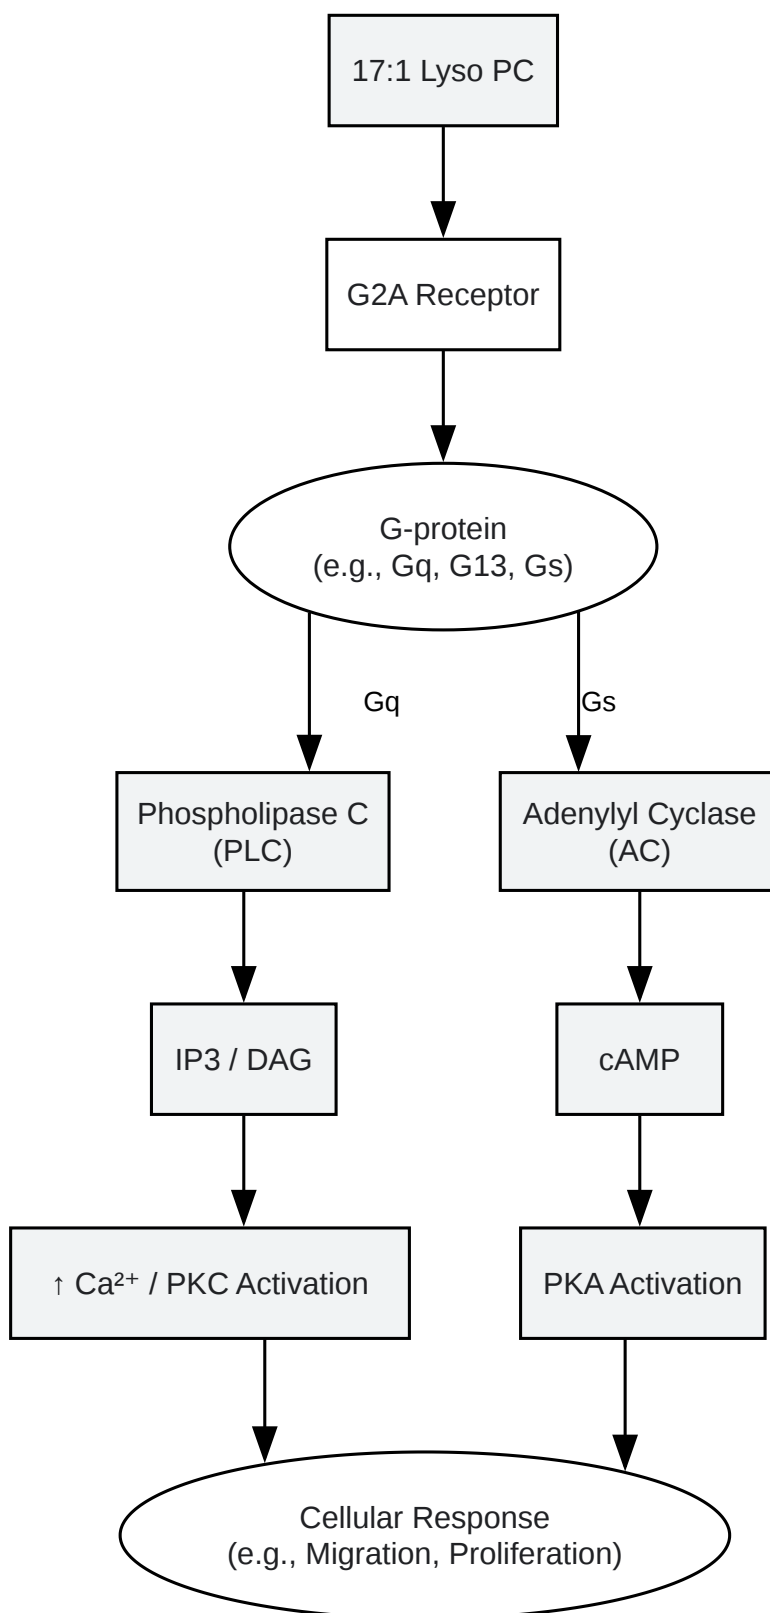 17:1 Lyso PC
G2A Receptor
G-protein
(e.g., Gq, G13, Gs)
Gq
Gs
Phospholipase C
(PLC)
Adenylyl Cyclase
(AC)
IP3 / DAG
cAMP
↑ Ca²⁺ / PKC Activation
PKA Activation
Cellular Response
(e.g., Migration, Proliferation)